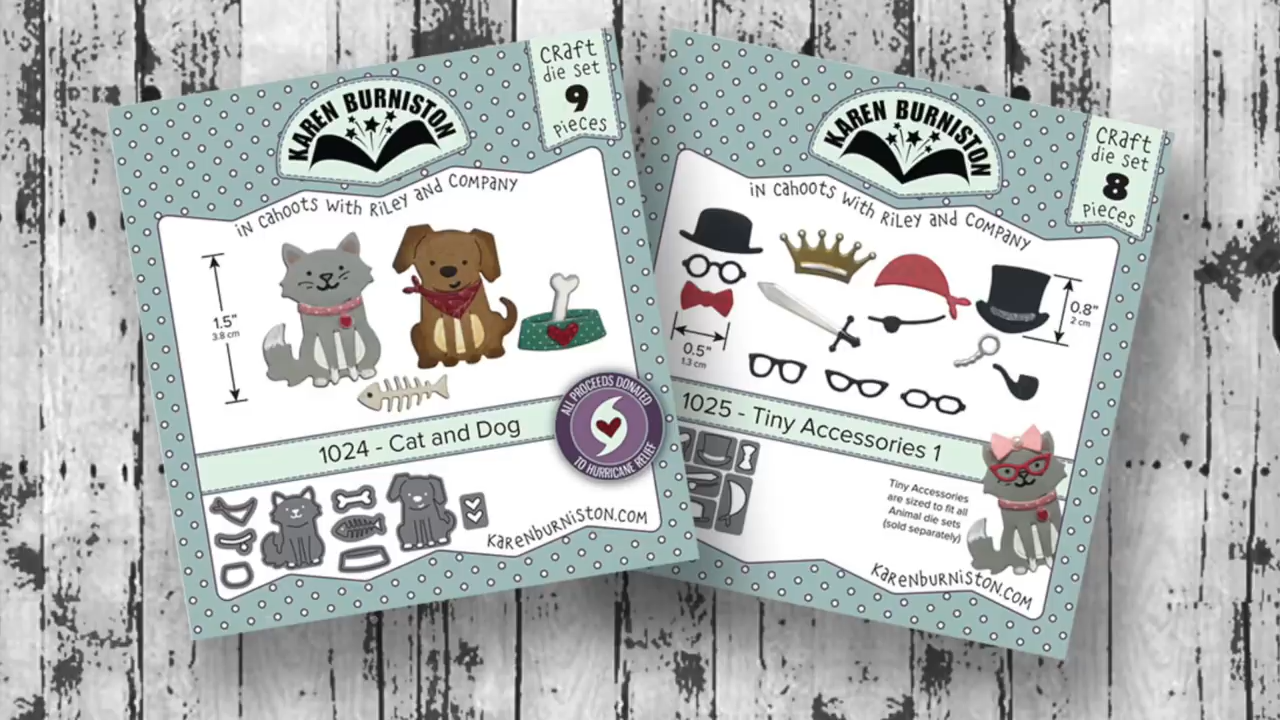 KAREN BURNISTON
CRAFT
die set
9
Pieces
in cahoots with Riley and Company
1.5"
3.8 cm
ALL PROCEEDS DONATED
TO HURRICANE RELIEF
1024 - Cat and Dog
KARENBURNISTON.COM
KAREN BURNISTON
CRAFT
die set
8
Pieces
in cahoots with Riley and Company
0.8"
2 cm
0.5"
1.3 cm
1025 - Tiny Accessories 1
Tiny Accessories
are sized to fit all
Animal die sets
(sold separately)
KARENBURNISTON.COM